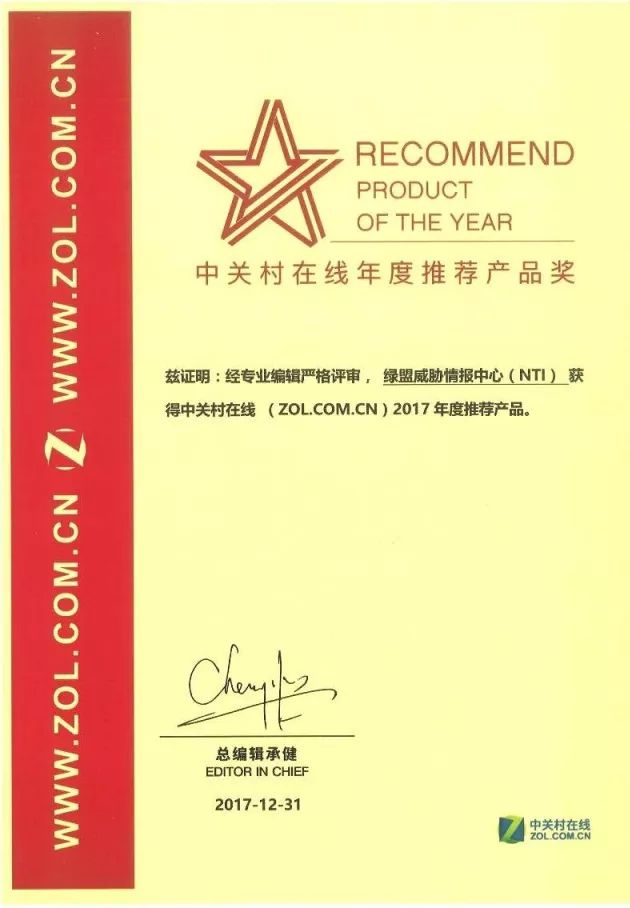 WWW.ZOL.COM.CN Z WWW.ZOL.COM.CN
RECOMMEND
PRODUCT
OF THE YEAR
中关村在线年度推荐产品奖
兹证明：经专业编辑严格评审，绿盟威胁情报中心（NTI）获
得中关村在线 （ZOL.COM.CN）2017 年度推荐产品。
总编辑承健
EDITOR IN CHIEF
2017-12-31
中关村在线
ZOL.COM.CN